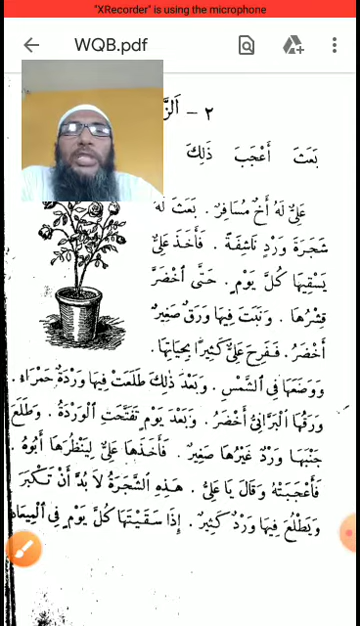 "XRecorder" is using the microphone
WQB.pdf
٢ - اَلزَّ
بَعَثَ أَعْجَبَ ذَلِكَ
عَلِيٌّ لَهُ أَخٌ مُسَافِرٌ . بَعَثَ لَهُ
شَجَرَةَ وَرْدٍ نَاشِفَةً . فَأَخَذَ عَلِيٌّ
يَسْقِيهَا كُلَّ يَوْمٍ . حَتَّى اخْضَرَّ
قِشْرُهَا . وَنَبَتَ فِيهَا وَرَقٌ صَغِيرٌ
أَخْضَرُ . فَفَرِحَ عَلِيٌّ كَثِيرًا بِحَيَاتِهَا .
وَوَضَعَهَا فِي الشَّمْسِ . وَبَعْدَ ذَلِكَ طَلَعَتْ فِيهَا وَرْدَةٌ حَمْرَاءُ .
وَرَقُهَا الْبَرَّانِيُّ أَخْضَرُ . وَبَعْدَ يَوْمٍ تَفَتَّحَتِ الْوَرْدَةُ . وَطَلَعَ
جَنْبَهَا وَرْدٌ غَيْرُهَا صَغِيرٌ . فَأَخَذَهَا عَلِيٌّ لِيَنْظُرَهَا أَبُوهُ .
فَأَعْجَبَتْهُ وَقَالَ يَا عَلِيُّ . هَذِهِ الشَّجَرَةُ لَا بُدَّ أَنْ تَكْبَرَ
وَيَطْلُعَ فِيهَا وَرْدٌ كَثِيرٌ . إِذَا سَقَيْتَهَا كُلَّ يَوْمٍ فِي الْمِيعَادِ